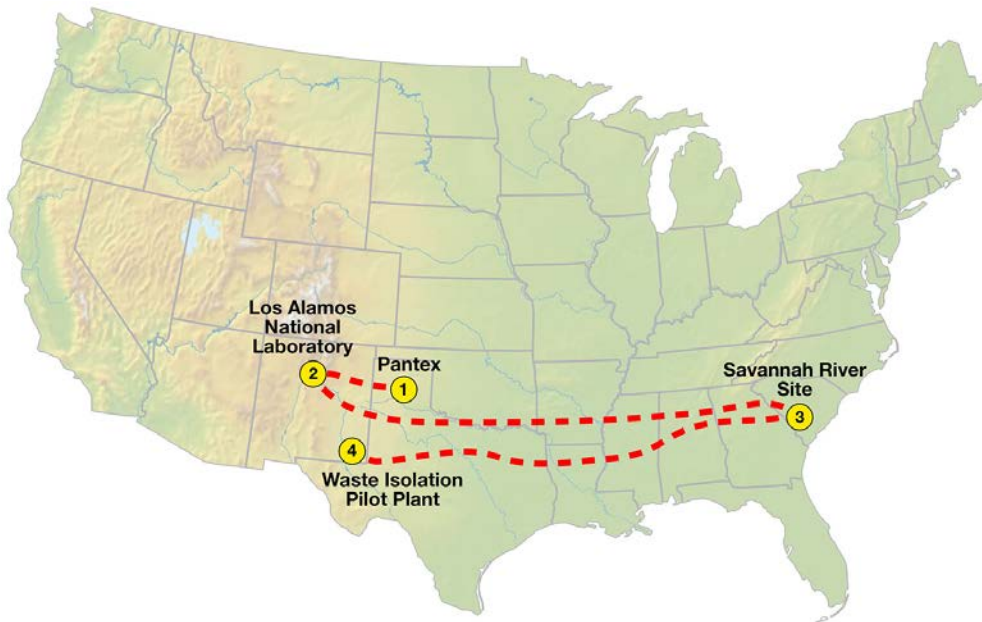 Los Alamos
National
Laboratory
2
Pantex
1
Savannah River
Site
3
4
Waste Isolation
Pilot Plant